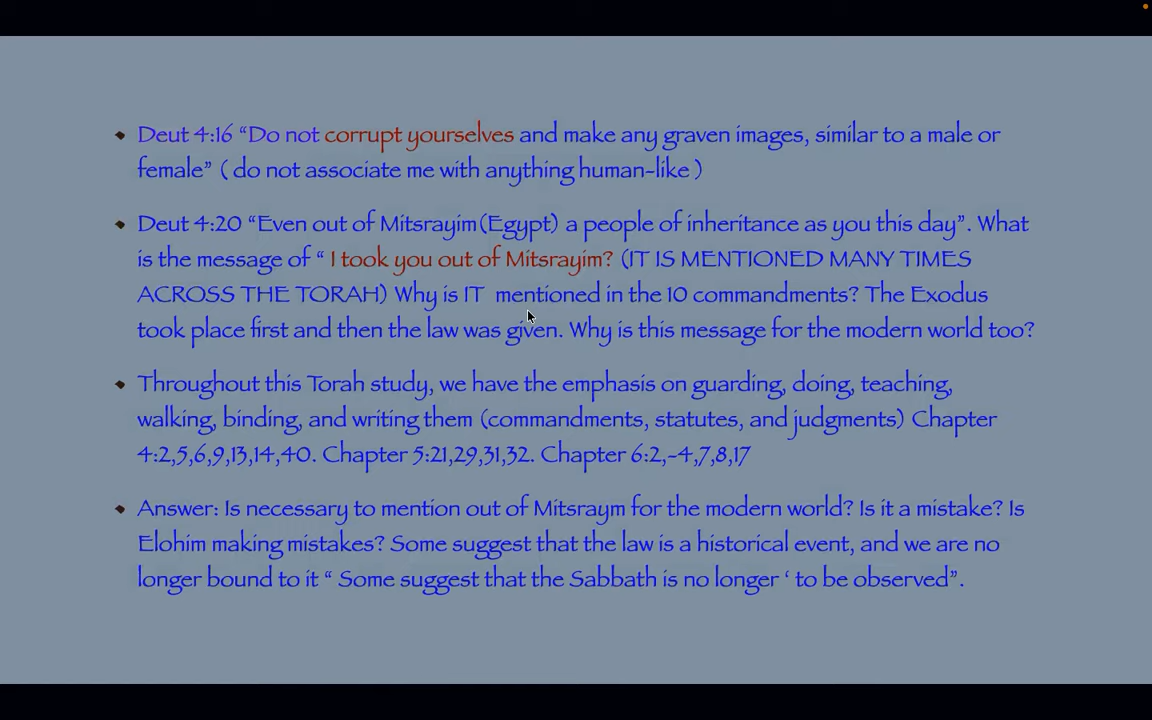 Deut 4:16 “Do not corrupt yourselves and make any graven images, similar to a male or
female” ( do not associate me with anything human-like )
Deut 4:20 “Even out of Mitsrayim(Egypt) a people of inheritance as you this day”. What
is the message of “ I took you out of Mitsrayim? (IT IS MENTIONED MANY TIMES
ACROSS THE TORAH) Why is IT mentioned in the 10 commandments? The Exodus
took place first and then the law was given. Why is this message for the modern world too?
Throughout this Torah study, we have the emphasis on guarding, doing, teaching,
walking, binding, and writing them (commandments, statutes, and judgments) Chapter
4:2,5,6,9,13,14,40. Chapter 5:21,29,31,32. Chapter 6:2,-4,7,8,17
Answer: Is necessary to mention out of Mitsraym for the modern world? Is it a mistake? Is
Elohim making mistakes? Some suggest that the law is a historical event, and we are no
longer bound to it “ Some suggest that the Sabbath is no longer ‘ to be observed”.